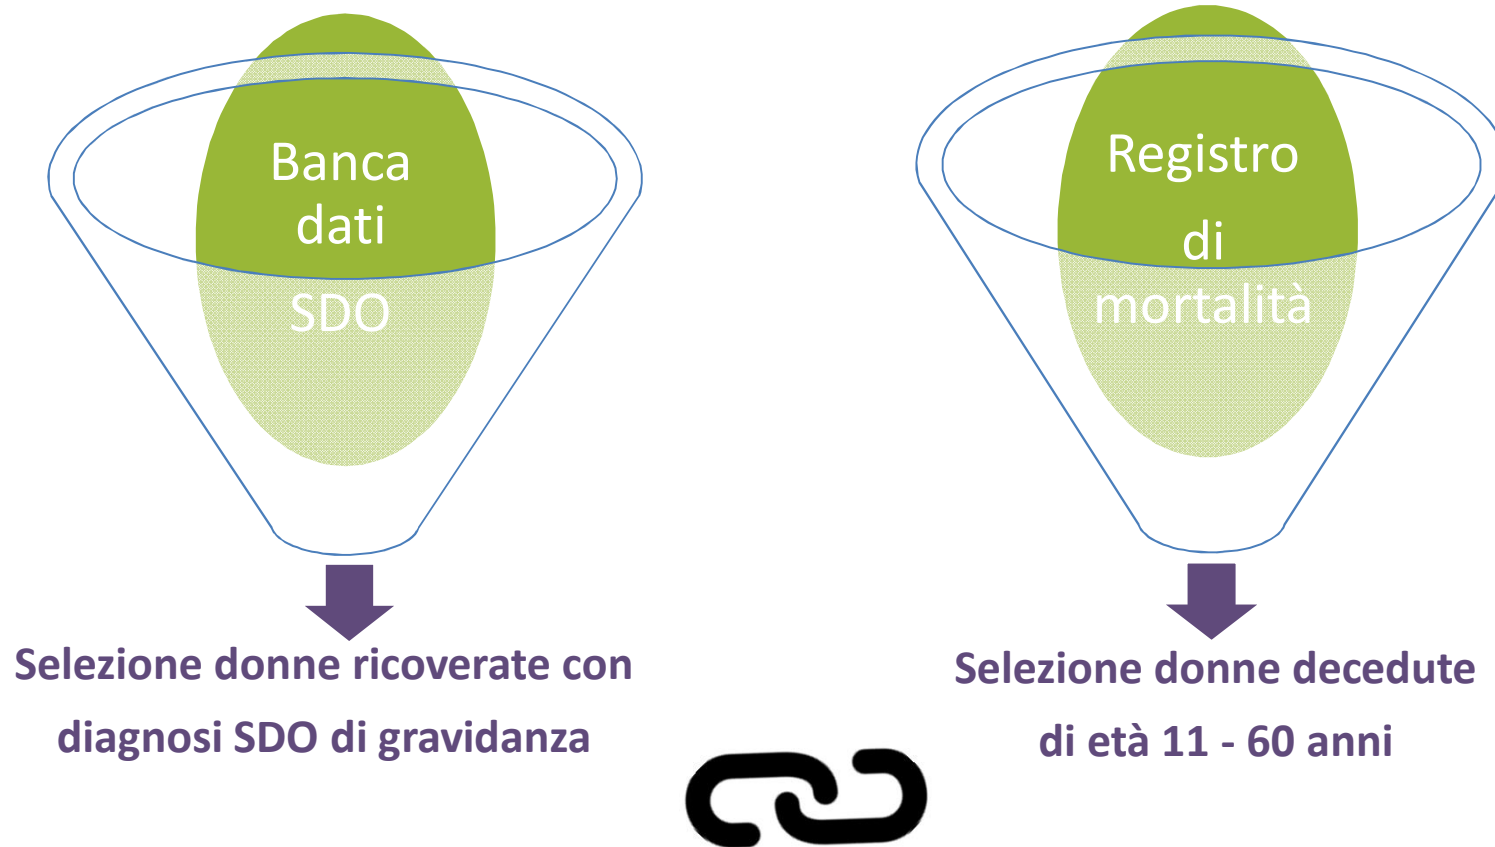 Banca
dati
SDO
Selezione donne ricoverate con
diagnosi SDO di gravidanza
Registro
di
mortalità
Selezione donne decedute
di età 11 - 60 anni